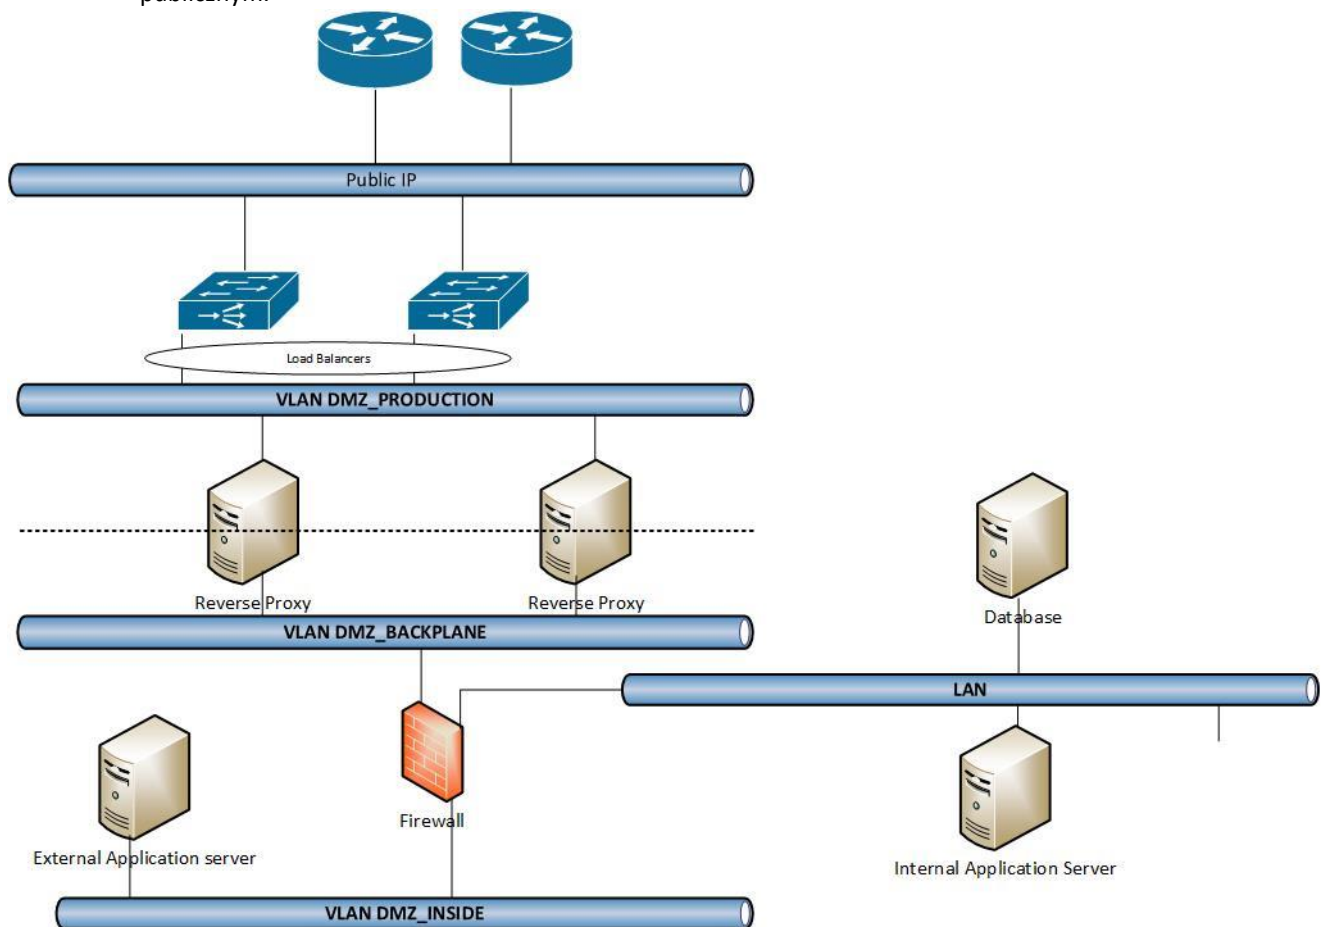 publicznym.
Public IP
Load Balancers
VLAN DMZ_PRODUCTION
Reverse Proxy
Reverse Proxy
VLAN DMZ_BACKPLANE
Database
LAN
Firewall
External Application server
Internal Application Server
VLAN DMZ_INSIDE